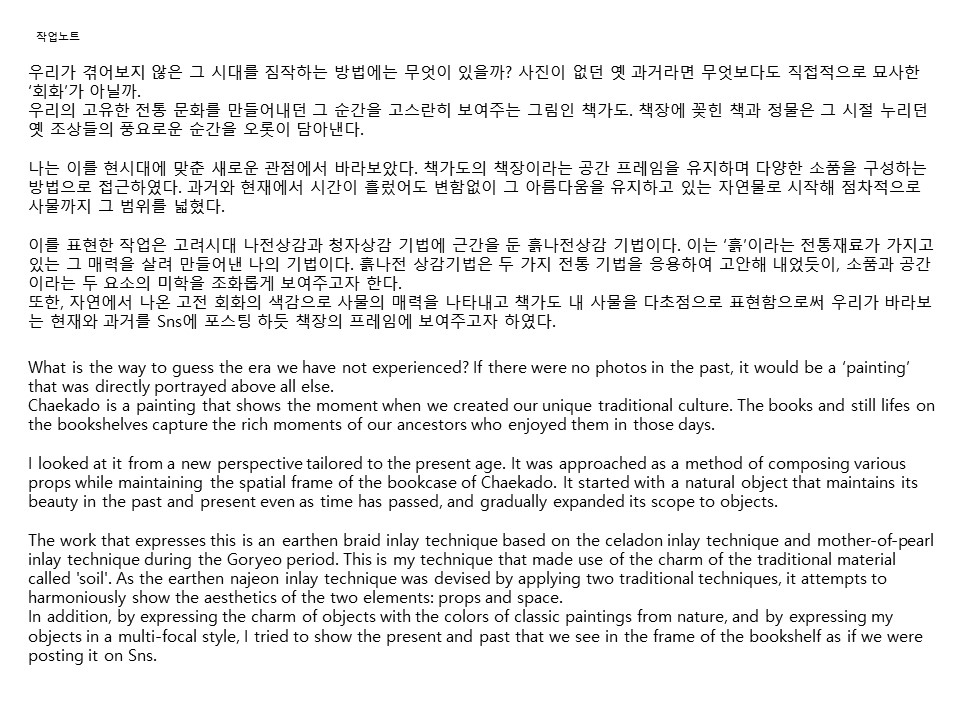 작업노트
우리가 겪어보지 않은 그 시대를 짐작하는 방법에는 무엇이 있을까? 사진이 없던 옛 과거라면 무엇보다도 직접적으로 묘사한
‘회화’가 아닐까.
우리의 고유한 전통 문화를 만들어내던 그 순간을 고스란히 보여주는 그림인 책가도. 책장에 꽃힌 책과 정물은 그 시절 누리던
옛 조상들의 풍요로운 순간을 오롯이 담아낸다.
나는 이를 현시대에 맞춘 새로운 관점에서 바라보았다. 책가도의 책장이라는 공간 프레임을 유지하며 다양한 소품을 구성하는
방법으로 접근하였다. 과거와 현재에서 시간이 흘렀어도 변함없이 그 아름다움을 유지하고 있는 자연물로 시작해 점차적으로
사물까지 그 범위를 넓혔다.
이를 표현한 작업은 고려시대 나전상감과 청자상감 기법에 근간을 둔 흙나전상감 기법이다. 이는 ‘흙’이라는 전통재료가 가지고
있는 그 매력을 살려 만들어낸 나의 기법이다. 흙나전 상감기법은 두 가지 전통 기법을 응용하여 고안해 내었듯이, 소품과 공간
이라는 두 요소의 미학을 조화롭게 보여주고자 한다.
또한, 자연에서 나온 고전 회화의 색감으로 사물의 매력을 나타내고 책가도 내 사물을 다초점으로 표현함으로써 우리가 바라보
는 현재와 과거를 Sns에 포스팅 하듯 책장의 프레임에 보여주고자 하였다.
What is the way to guess the era we have not experienced? If there were no photos in the past, it would be a ‘painting’
that was directly portrayed above all else.
Chaekado is a painting that shows the moment when we created our unique traditional culture. The books and still lifes on
the bookshelves capture the rich moments of our ancestors who enjoyed them in those days.
I looked at it from a new perspective tailored to the present age. It was approached as a method of composing various
props while maintaining the spatial frame of the bookcase of Chaekado. It started with a natural object that maintains its
beauty in the past and present even as time has passed, and gradually expanded its scope to objects.
The work that expresses this is an earthen braid inlay technique based on the celadon inlay technique and mother-of-pearl
inlay technique during the Goryeo period. This is my technique that made use of the charm of the traditional material
called 'soil'. As the earthen najeon inlay technique was devised by applying two traditional techniques, it attempts to
harmoniously show the aesthetics of the two elements: props and space.
In addition, by expressing the charm of objects with the colors of classic paintings from nature, and by expressing my
objects in a multi-focal style, I tried to show the present and past that we see in the frame of the bookshelf as if we were
posting it on Sns.